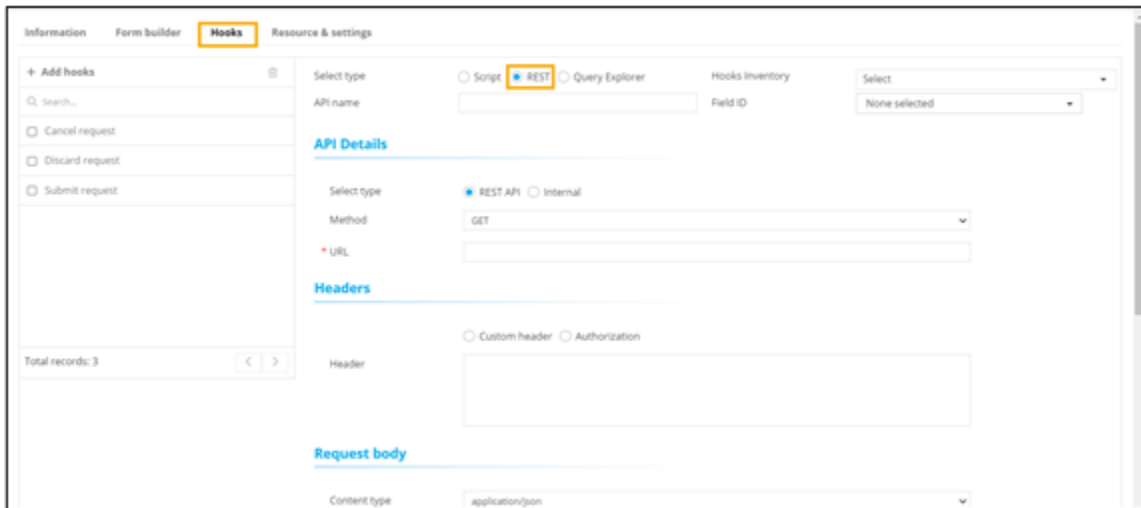 Information Form builder Hooks Resource & settings
+ Add hooks
Search...
Cancel request
Discard request
Submit request
Total records: 3
Select type Script REST Query Explorer Hooks Inventory Select
API name Field ID None selected
API Details
Select type REST API Internal
Method GET
* URL
Headers
Custom header Authorization
Header
Request body
Content type application/json